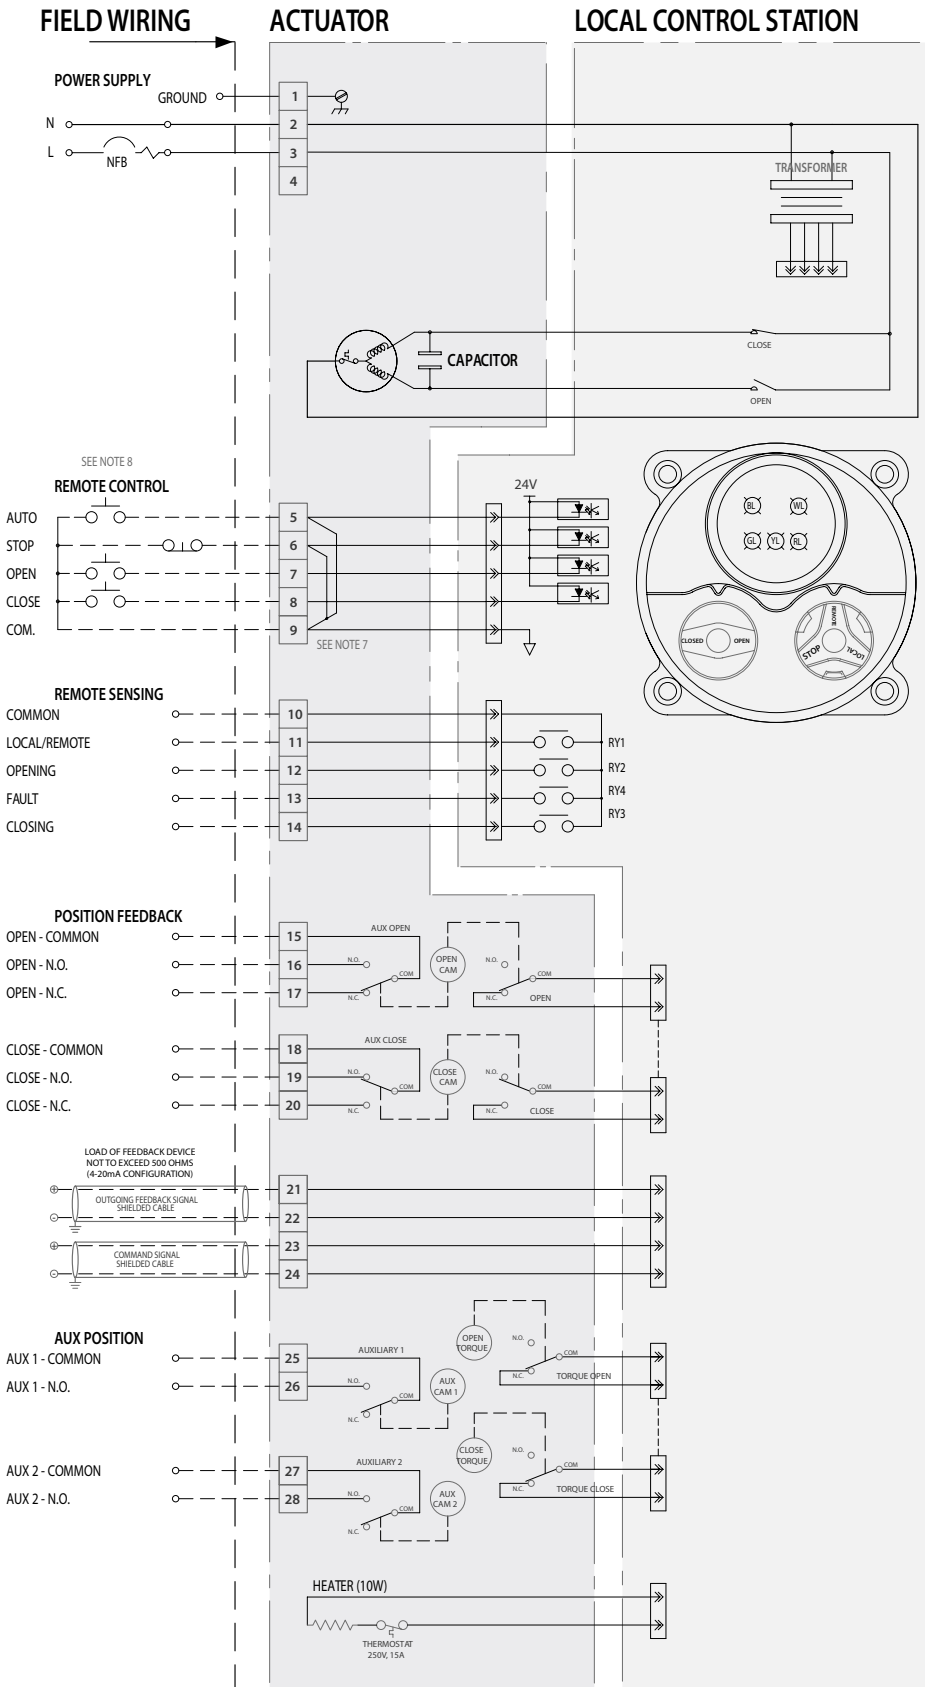 FIELD WIRING
ACTUATOR
LOCAL CONTROL STATION
POWER SUPPLY
GROUND
1
N
2
L
NFB
3
4
TRANSFORMER
CAPACITOR
CLOSE
OPEN
SEE NOTE 8
REMOTE CONTROL
24V
AUTO
5
STOP
6
OPEN
7
CLOSE
8
COM.
9
SEE NOTE 7
BL
WL
GL
YL
RL
CLOSED
OPEN
REMOTE
STOP
LOCAL
REMOTE SENSING
COMMON
10
LOCAL/REMOTE
11
RY1
OPENING
12
RY2
FAULT
13
RY4
CLOSING
14
RY3
POSITION FEEDBACK
OPEN - COMMON
15
AUX OPEN
OPEN - N.O.
16
N.O.
COM
OPEN
CAM
N.O.
COM
OPEN - N.C.
17
N.C.
N.C.
OPEN
CLOSE - COMMON
18
AUX CLOSE
CLOSE - N.O.
19
N.O.
COM
CLOSE
CAM
N.O.
COM
CLOSE - N.C.
20
N.C.
N.C.
CLOSE
LOAD OF FEEDBACK DEVICE
NOT TO EXCEED 500 OHMS
(4-20mA CONFIGURATION)
+
21
OUTGOING FEEDBACK SIGNAL
SHIELDED CABLE
-
22
+
23
COMMAND SIGNAL
SHIELDED CABLE
-
24
AUX POSITION
AUX 1 - COMMON
25
AUXILIARY 1
OPEN
TORQUE
N.O.
COM
N.C.
TORQUE OPEN
AUX 1 - N.O.
26
N.O.
COM
N.C.
AUX
CAM 1
AUX 2 - COMMON
27
AUXILIARY 2
CLOSE
TORQUE
N.O.
COM
N.C.
TORQUE CLOSE
AUX 2 - N.O.
28
N.O.
COM
N.C.
AUX
CAM 2
HEATER (10W)
THERMOSTAT
250V, 15A